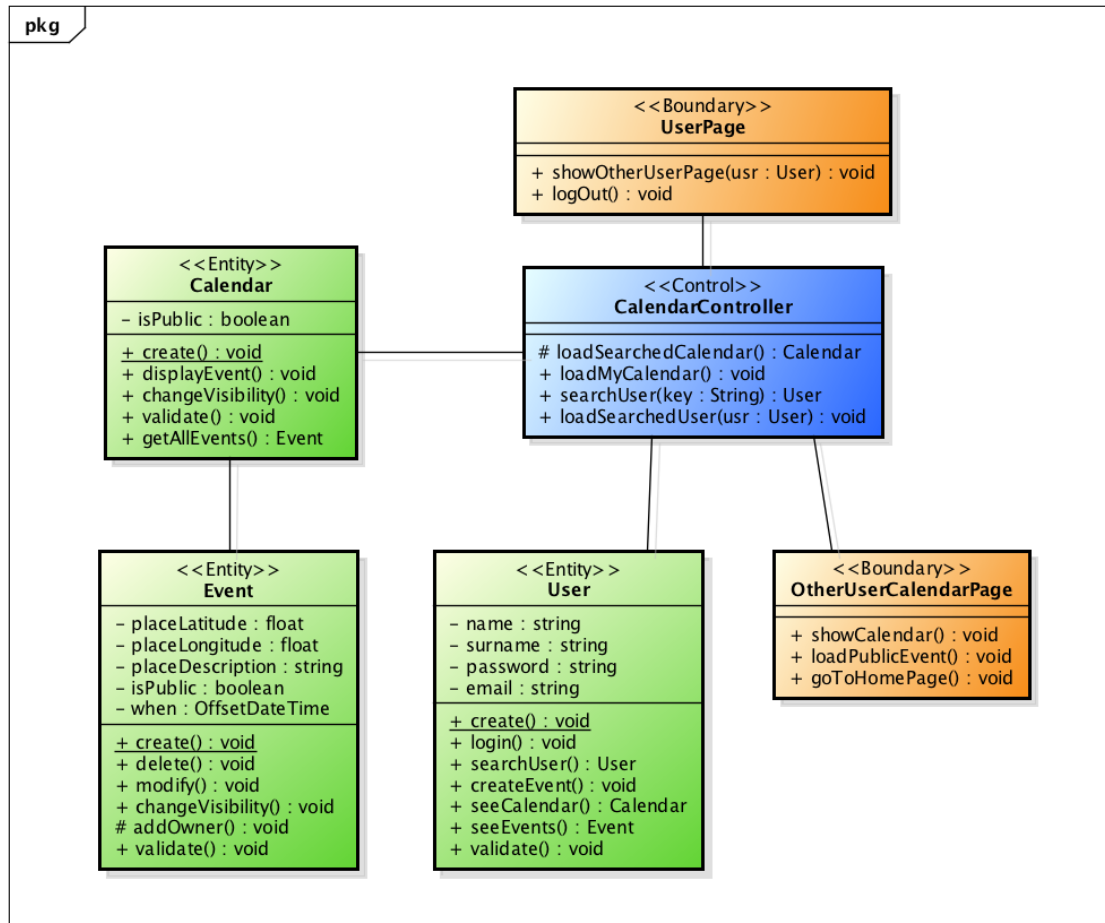 pkg
<<Boundary>>
UserPage
+ showOtherUserPage(usr : User) : void
+ logOut() : void
<<Entity>>
Calendar
– isPublic : boolean
+ create() : void
+ displayEvent() : void
+ changeVisibility() : void
+ validate() : void
+ getAllEvents() : Event
<<Control>>
CalendarController
# loadSearchedCalendar() : Calendar
+ loadMyCalendar() : void
+ searchUser(key : String) : User
+ loadSearchedUser(usr : User) : void
<<Entity>>
Event
– placeLatitude : float
– placeLongitude : float
– placeDescription : string
– isPublic : boolean
– when : OffsetDateTime
+ create() : void
+ delete() : void
+ modify() : void
+ changeVisibility() : void
# addOwner() : void
+ validate() : void
<<Entity>>
User
– name : string
– surname : string
– password : string
– email : string
+ create() : void
+ login() : void
+ searchUser() : User
+ createEvent() : void
+ seeCalendar() : Calendar
+ seeEvents() : Event
+ validate() : void
<<Boundary>>
OtherUserCalendarPage
+ showCalendar() : void
+ loadPublicEvent() : void
+ goToHomePage() : void